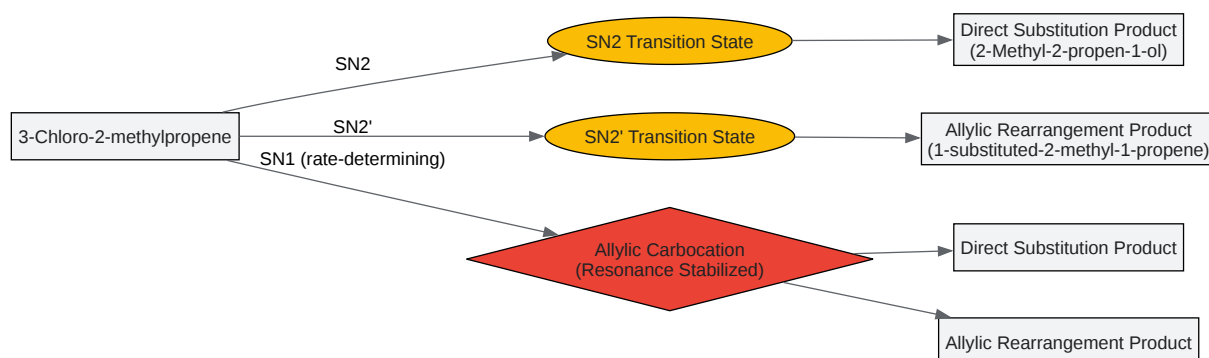 SN2 Transition State
Direct Substitution Product
(2-Methyl-2-propen-1-ol)
SN2
3-Chloro-2-methylpropene
SN2'
SN2' Transition State
Allylic Rearrangement Product
(1-substituted-2-methyl-1-propene)
SN1 (rate-determining)
Allylic Carbocation
(Resonance Stabilized)
Direct Substitution Product
Allylic Rearrangement Product